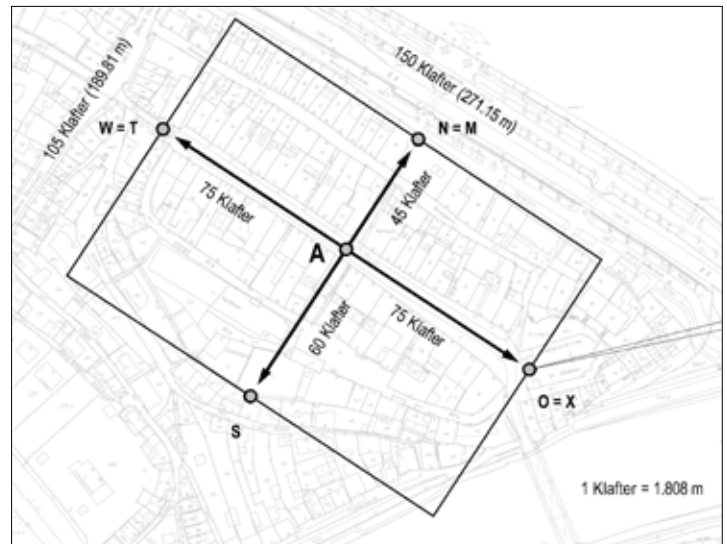 150 Klafter (271.15 m)
105 Klafter (189.81 m)
W = T
N = M
75 Klafter
45 Klafter
A
60 Klafter
75 Klafter
O = X
S
1 Klafter = 1.808 m